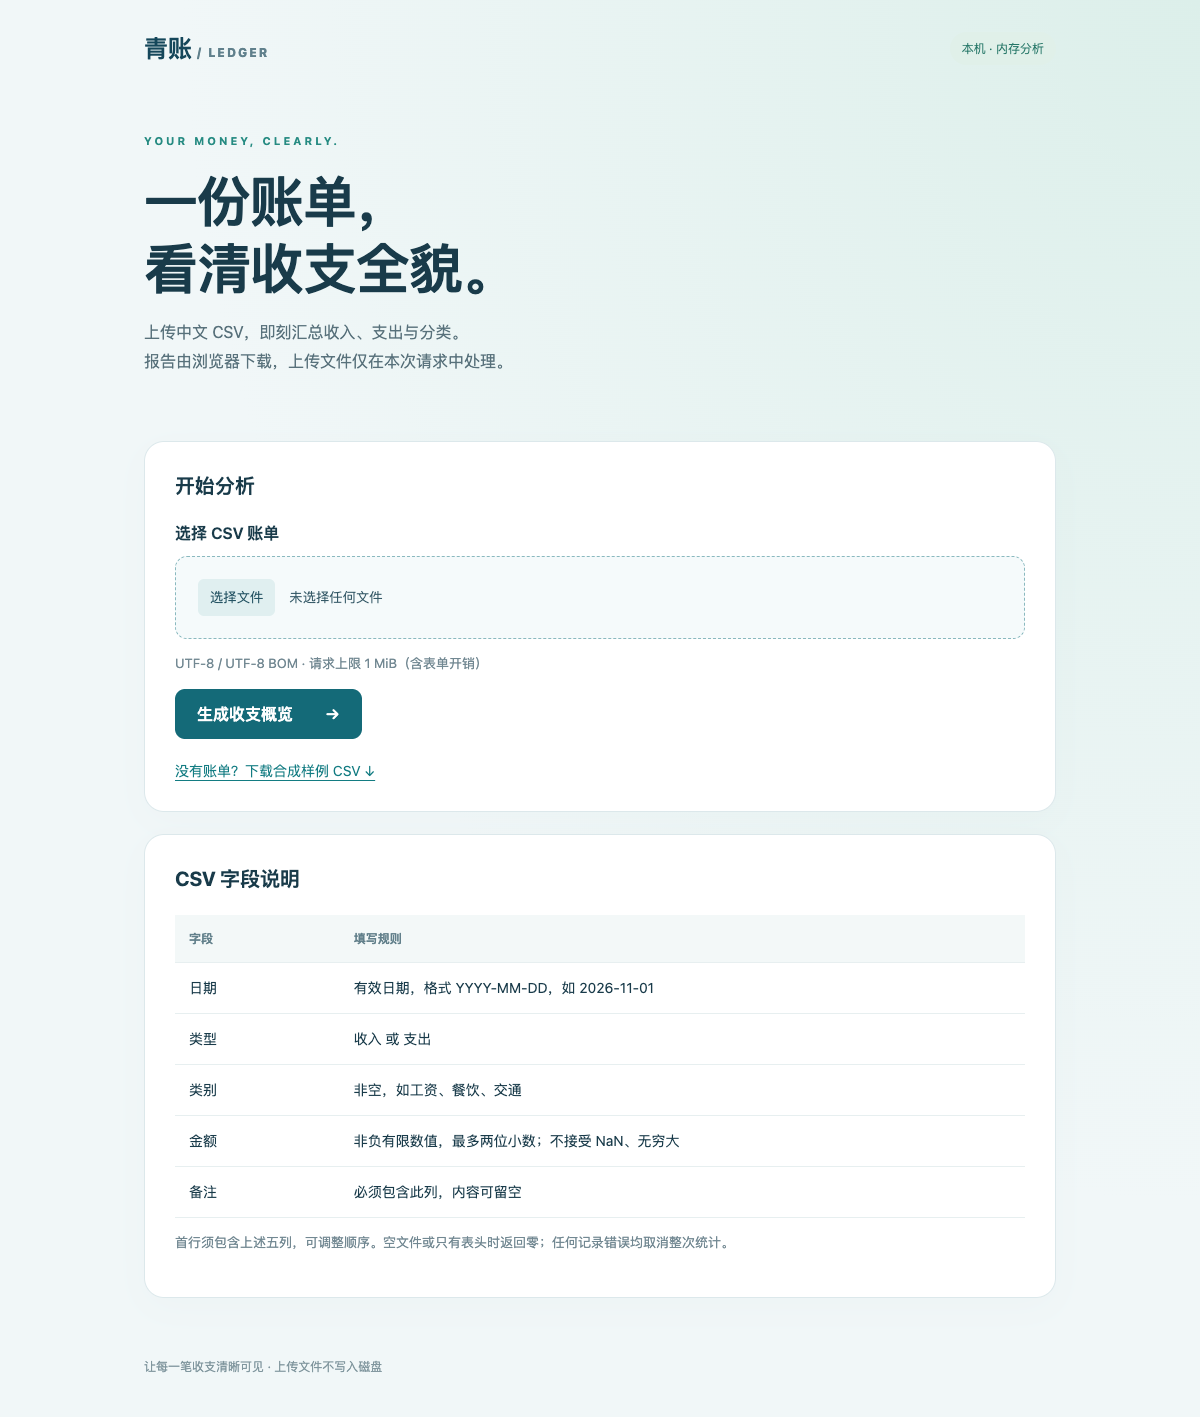 青账 / LEDGER
本机 · 内存分析
YOUR MONEY, CLEARLY.
一份账单，
看清收支全貌。
上传中文 CSV，即刻汇总收入、支出与分类。
报告由浏览器下载，上传文件仅在本次请求中处理。
开始分析
选择 CSV 账单
选择文件 未选择任何文件
UTF-8 / UTF-8 BOM · 请求上限 1 MiB（含表单开销）
生成收支概览 →
没有账单？下载合成样例 CSV ↓
CSV 字段说明
字段 填写规则
日期 有效日期，格式 YYYY-MM-DD，如 2026-11-01
类型 收入 或 支出
类别 非空，如工资、餐饮、交通
金额 非负有限数值，最多两位小数；不接受 NaN、无穷大
备注 必须包含此列，内容可留空
首行须包含上述五列，可调整顺序。空文件或只有表头时返回零；任何记录错误均取消整次统计。
让每一笔收支清晰可见 · 上传文件不写入磁盘